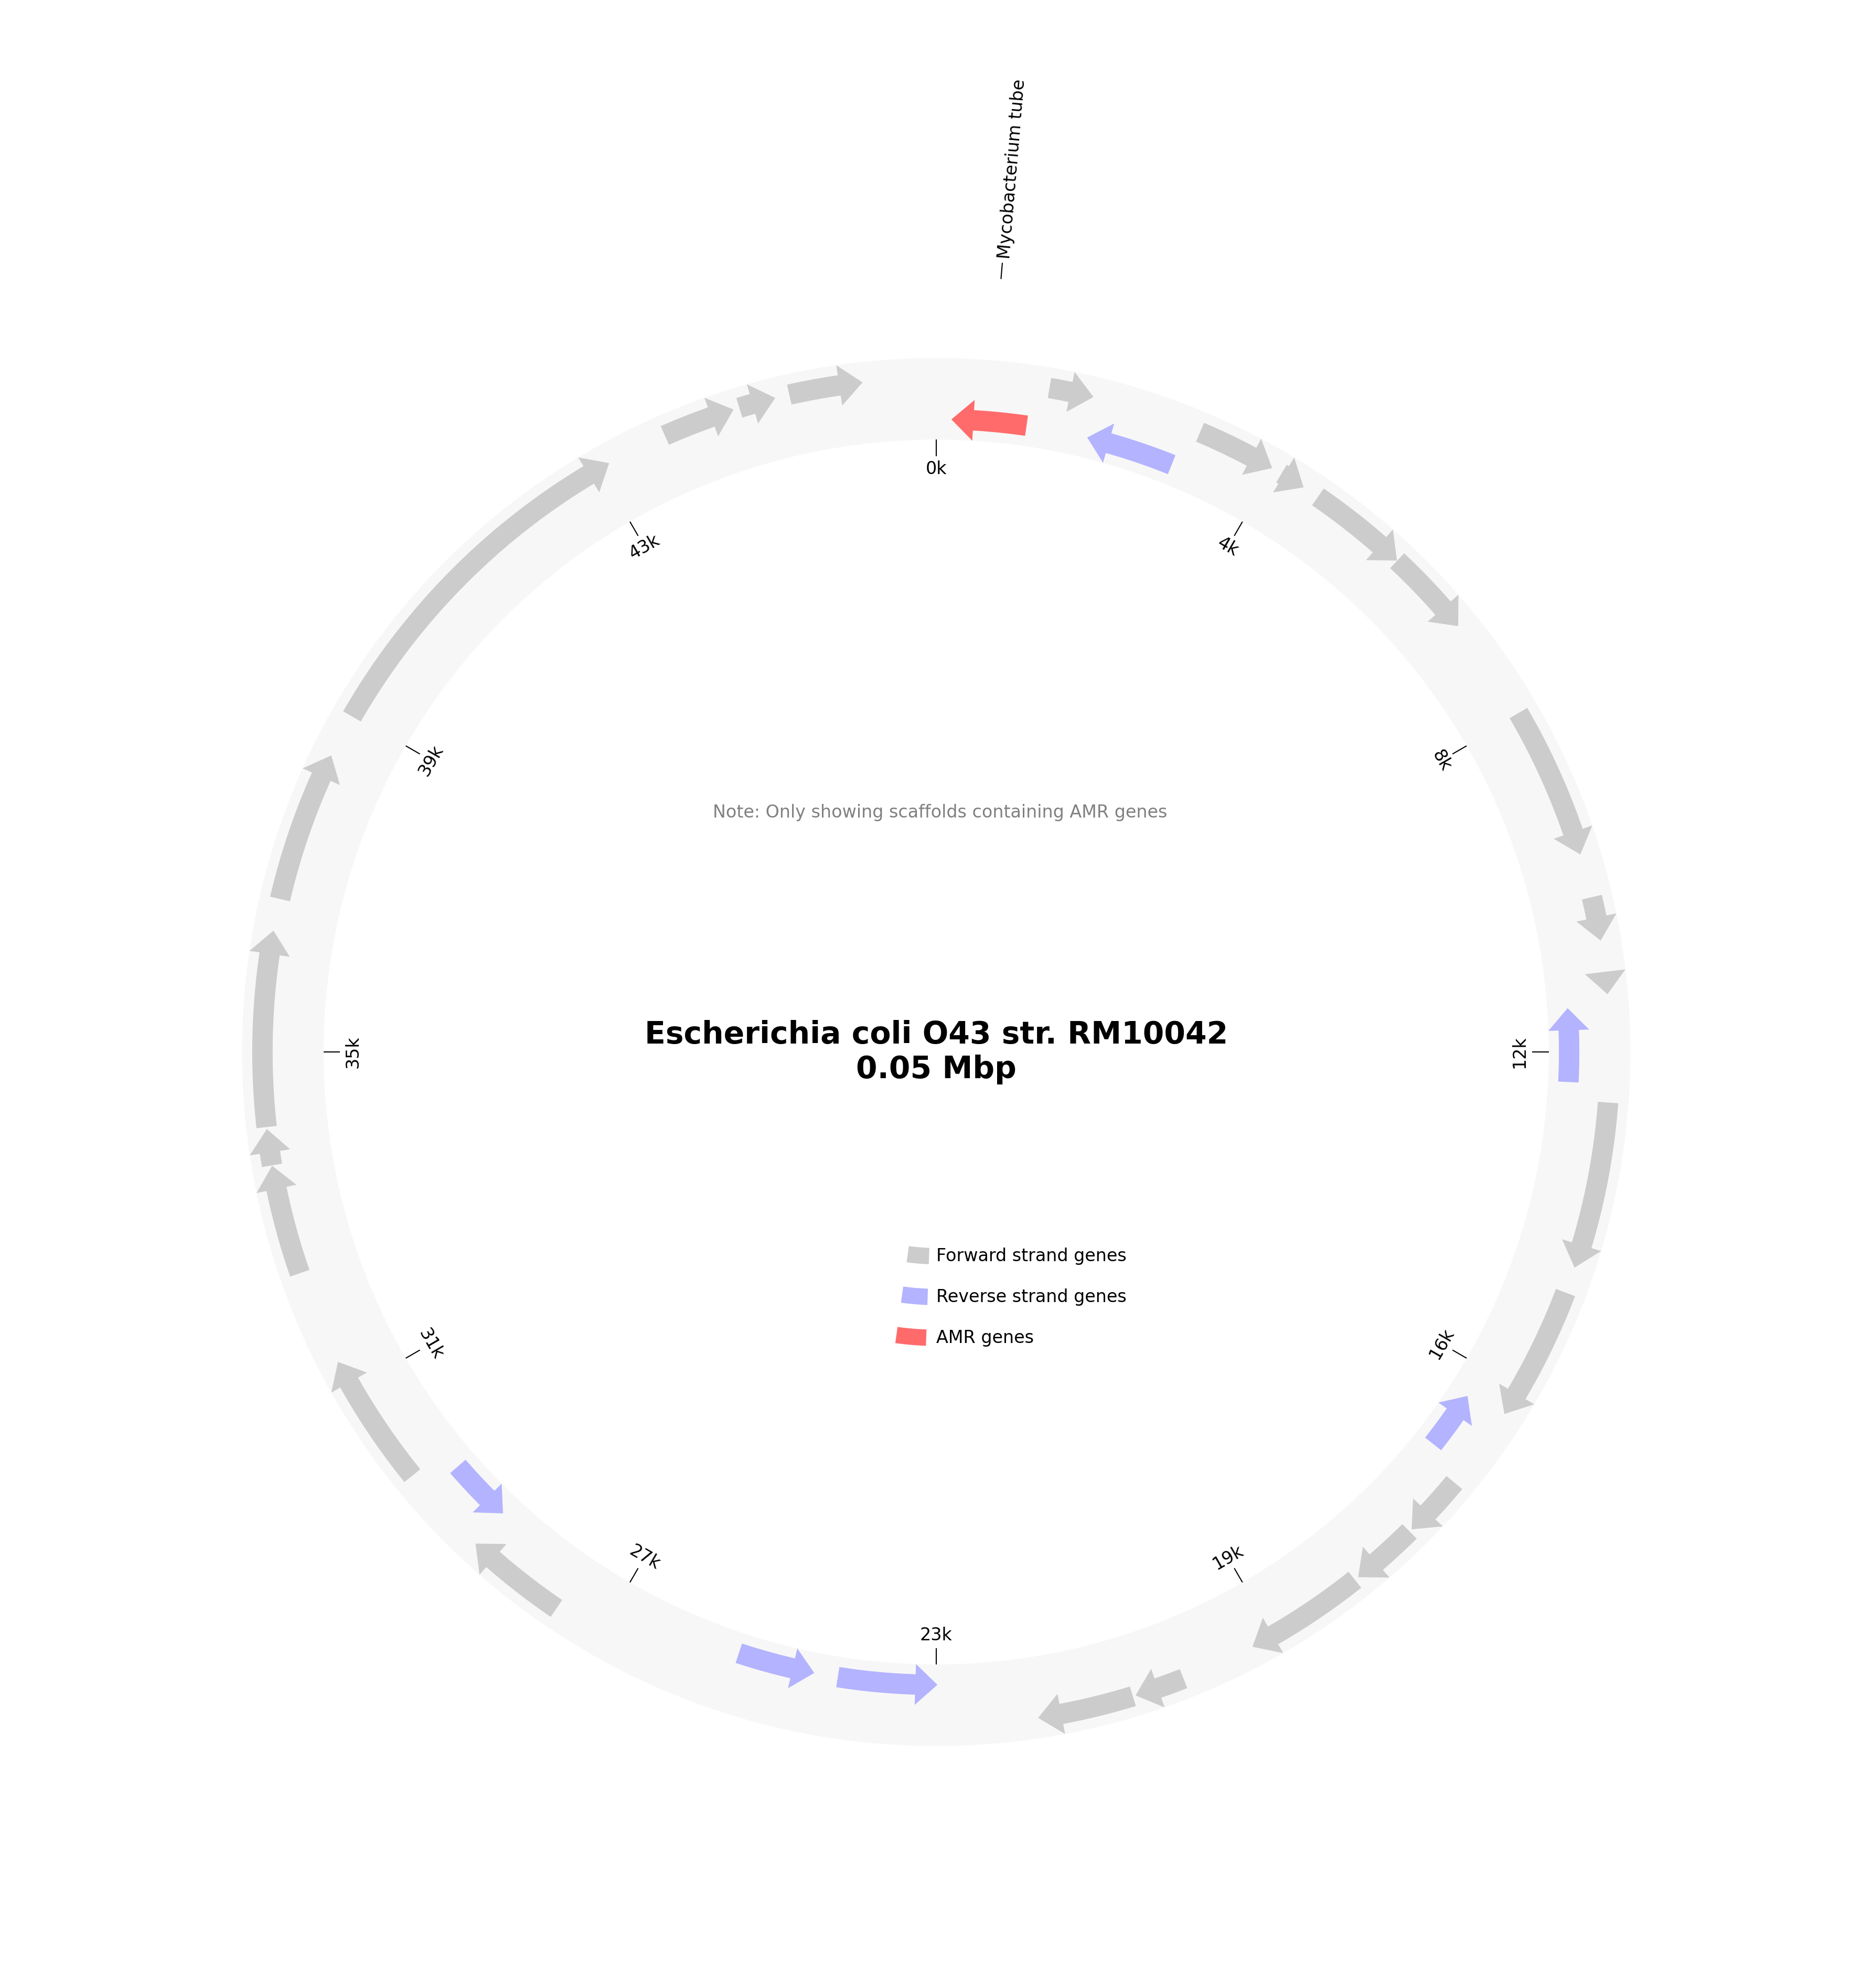 Mycobacterium tube
0k
4k
8k
12k
16k
19k
23k
27k
31k
35k
39k
43k
Note: Only showing scaffolds containing AMR genes
Escherichia coli O43 str. RM10042
0.05 Mbp
Forward strand genes
Reverse strand genes
AMR genes